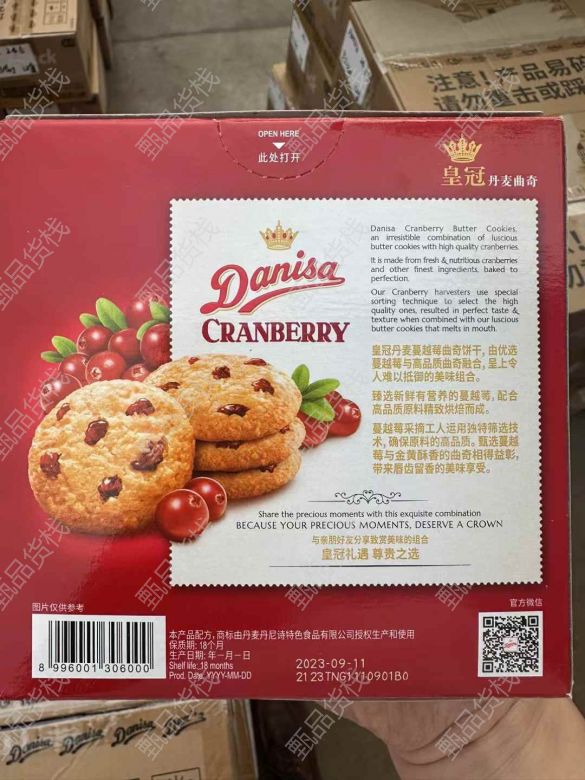 注意！产品易碎
请勿重击或踩
OPEN HERE
此处打开
皇冠 丹麦曲奇
Danisa
CRANBERRY
Danisa Cranberry Butter Cookies,
an irresistible combination of luscious
butter cookies with high quality cranberries.
It is made from fresh & nutritious cranberries
and other finest ingredients, baked to
perfection.
Our Cranberry harvesters use special
sorting technique to select the high
quality ones, resulted in perfect taste &
texture when combined with our luscious
butter cookies that melts in mouth.
皇冠丹麦蔓越莓曲奇饼干, 由优选
蔓越莓与高品质曲奇融合, 呈上令
人难以抵御的美味组合。
臻选新鲜有营养的蔓越莓, 配合
高品质原料精致烘焙而成。
蔓越莓采摘工人运用独特筛选技
术, 确保原料的高品质。甄选蔓越
莓与金黄酥香的曲奇相得益彰,
带来唇齿留香的美味享受。
Share the precious moments with this exquisite combination
BECAUSE YOUR PRECIOUS MOMENTS, DESERVE A CROWN
与亲朋好友分享致赏美味的组合
皇冠礼遇 尊贵之选
图片仅供参考
官方微信
8 996001 306000
本产品配方, 商标由丹麦丹尼诗特色食品有限公司授权生产和使用
保质期: 18个月
生产日期: 年-月-日
Shelf life: 18 months
Prod. Date: YYYY-MM-DD
2023-09-11
2123TNG1110901B0
Danisa Danisa Danisa
甄品货栈